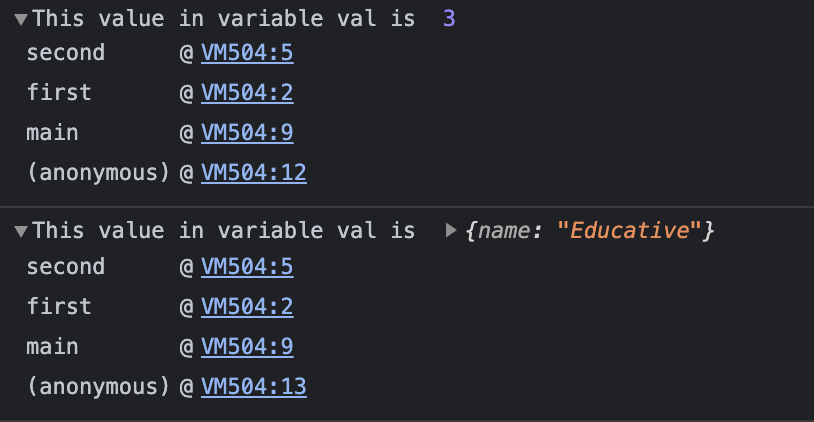 ▼This value in variable val is  3
second @ VM504:5
first @ VM504:2
main @ VM504:9
(anonymous) @ VM504:12
▼This value in variable val is  ▶{name: "Educative"}
second @ VM504:5
first @ VM504:2
main @ VM504:9
(anonymous) @ VM504:13